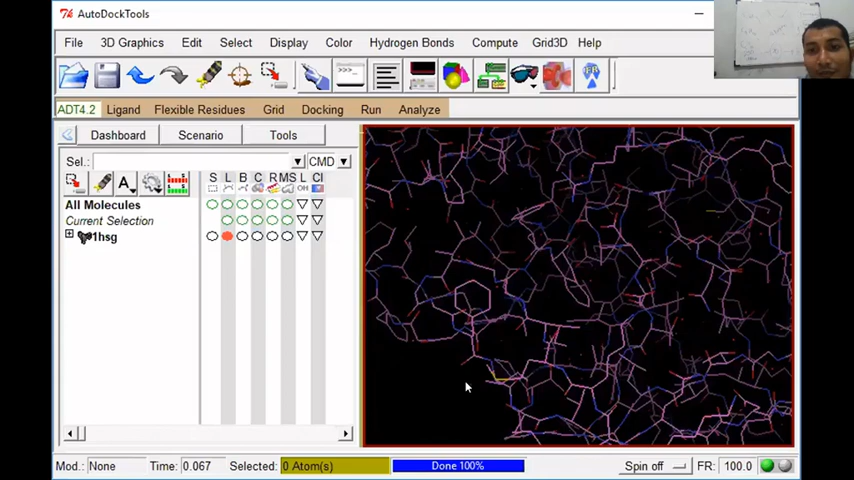 AutoDockTools
File 3D Graphics Edit Select Display Color Hydrogen Bonds Compute Grid3D Help
ADT4.2 Ligand Flexible Residues Grid Docking Run Analyze
Dashboard Scenario Tools
Sel.: CMD
S L B C R MS L Cl
All Molecules
Current Selection
1hsg
Mod.: None Time: 0.067 Selected: 0 Atom(s) Done 100% Spin off FR: 100.0